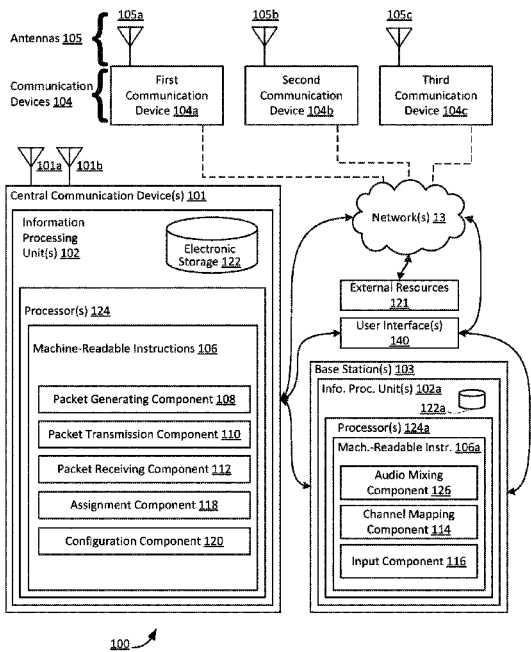 105a
105b
105c
Antennas 105
Communication
Devices 104
First
Communication
Device 104a
Second
Communication
Device 104b
Third
Communication
Device 104c
101a
101b
Central Communication Device(s) 101
Information
Processing
Unit(s) 102
Electronic
Storage 122
Processor(s) 124
Machine-Readable Instructions 106
Packet Generating Component 108
Packet Transmission Component 110
Packet Receiving Component 112
Assignment Component 118
Configuration Component 120
Network(s) 13
External Resources
121
User Interface(s)
140
Base Station(s) 103
Info. Proc. Unit(s) 102a
122a
Processor(s) 124a
Mach.-Readable Instr. 106a
Audio Mixing
Component 126
Channel Mapping
Component 114
Input Component 116
100